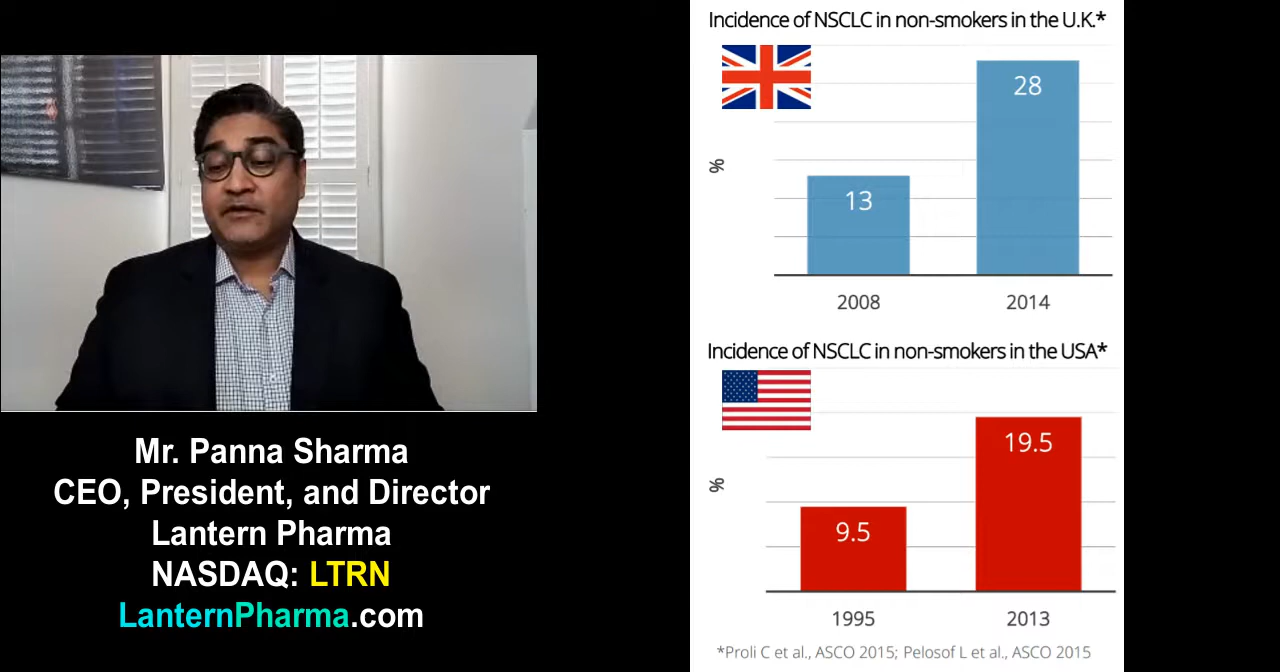 Mr. Panna Sharma
CEO, President, and Director
Lantern Pharma
NASDAQ: LTRN
LanternPharma.com
Incidence of NSCLC in non-smokers in the U.K.*
%
28
13
2008
2014
Incidence of NSCLC in non-smokers in the USA*
%
19.5
9.5
1995
2013
*Proli C et al., ASCO 2015; Pelosof L et al., ASCO 2015